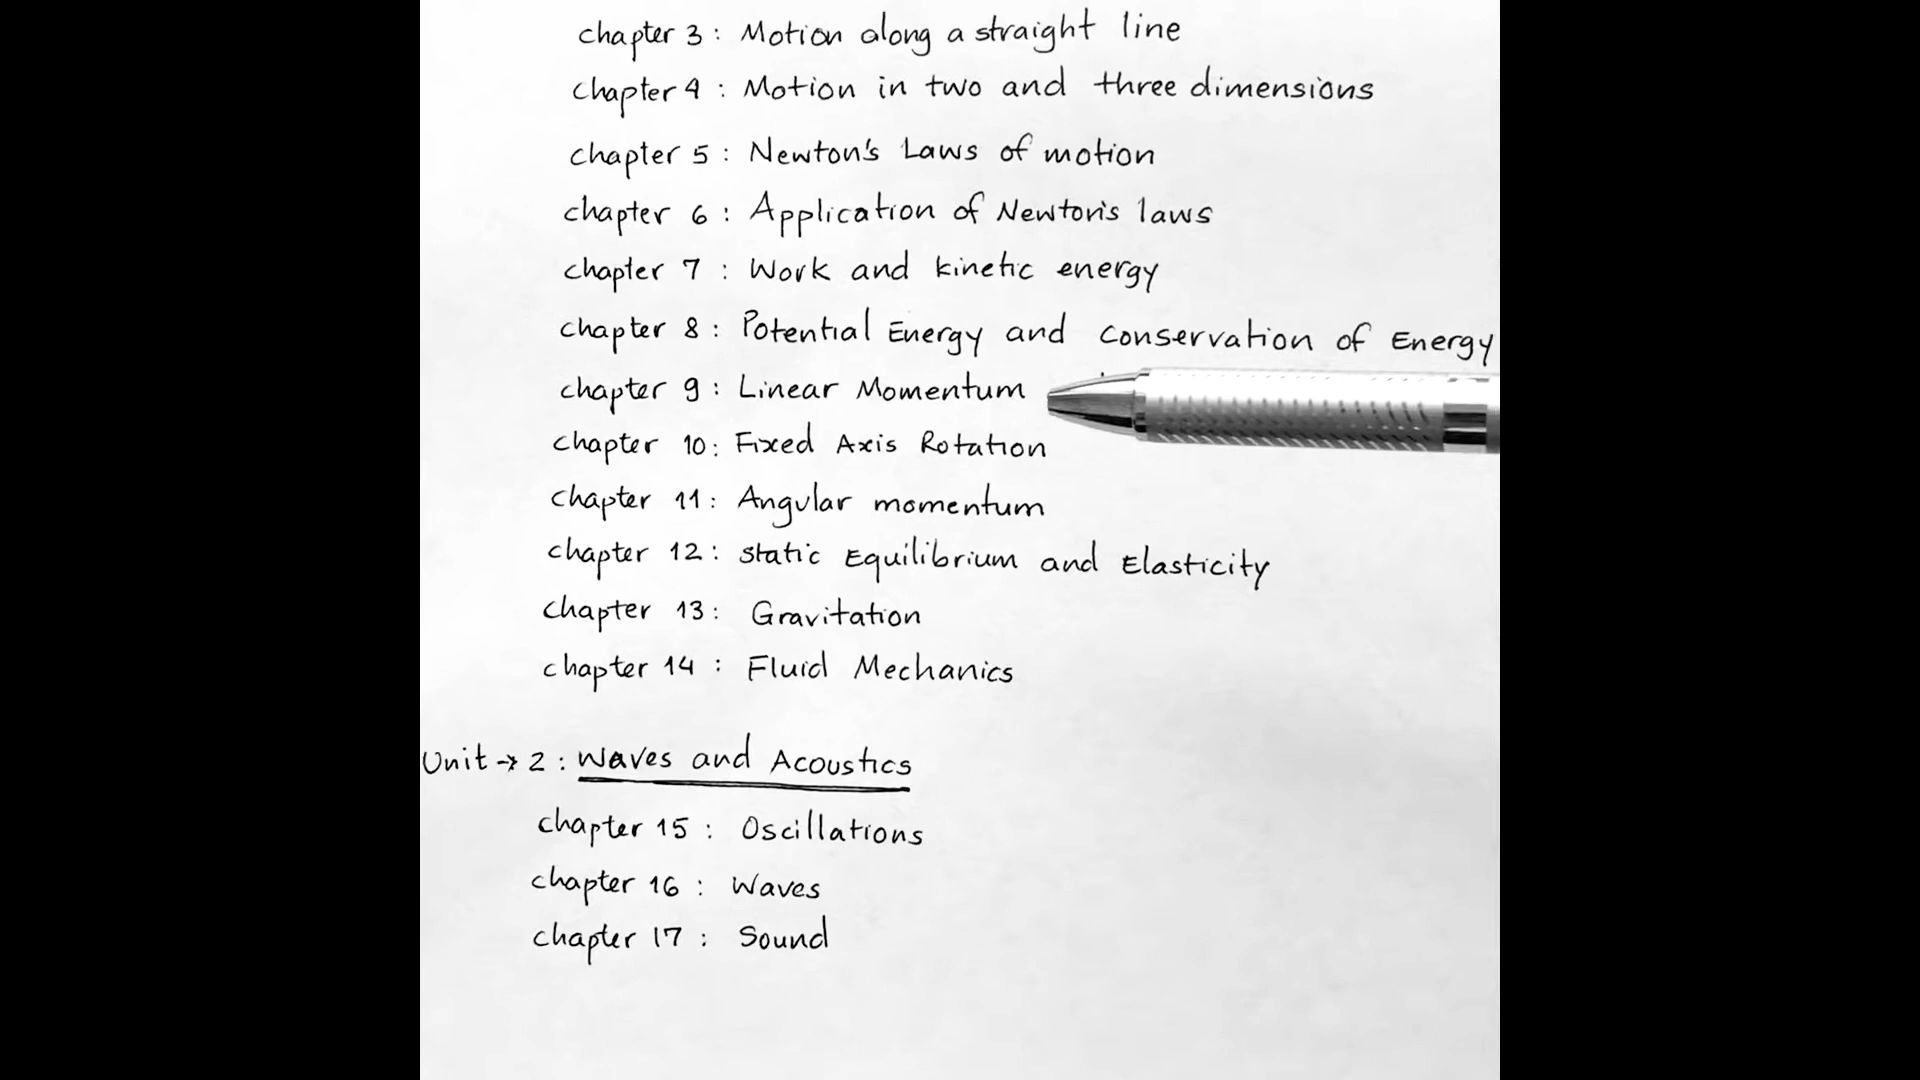 chapter 3 : Motion along a straight line
chapter 4 : Motion in two and three dimensions
chapter 5 : Newton's Laws of motion
chapter 6 : Application of Newton's laws
chapter 7 : Work and kinetic energy
chapter 8 : Potential Energy and Conservation of Energy
chapter 9 : Linear Momentum
chapter 10 : Fixed Axis Rotation
chapter 11 : Angular momentum
chapter 12 : Static Equilibrium and Elasticity
chapter 13 : Gravitation
chapter 14 : Fluid Mechanics
Unit → 2 : Waves and Acoustics
chapter 15 : Oscillations
chapter 16 : Waves
chapter 17 : Sound